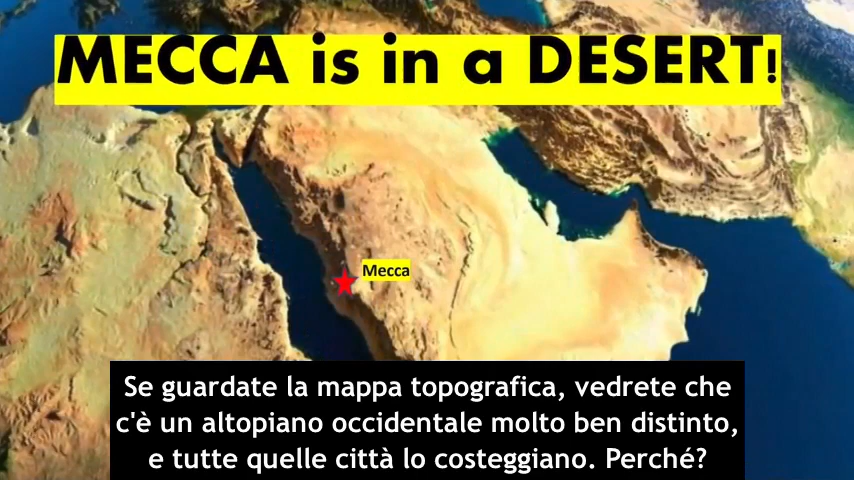 MECCA is in a DESERT!
Mecca
Se guardate la mappa topografica, vedrete che
c'è un altopiano occidentale molto ben distinto,
e tutte quelle città lo costeggiano. Perché?